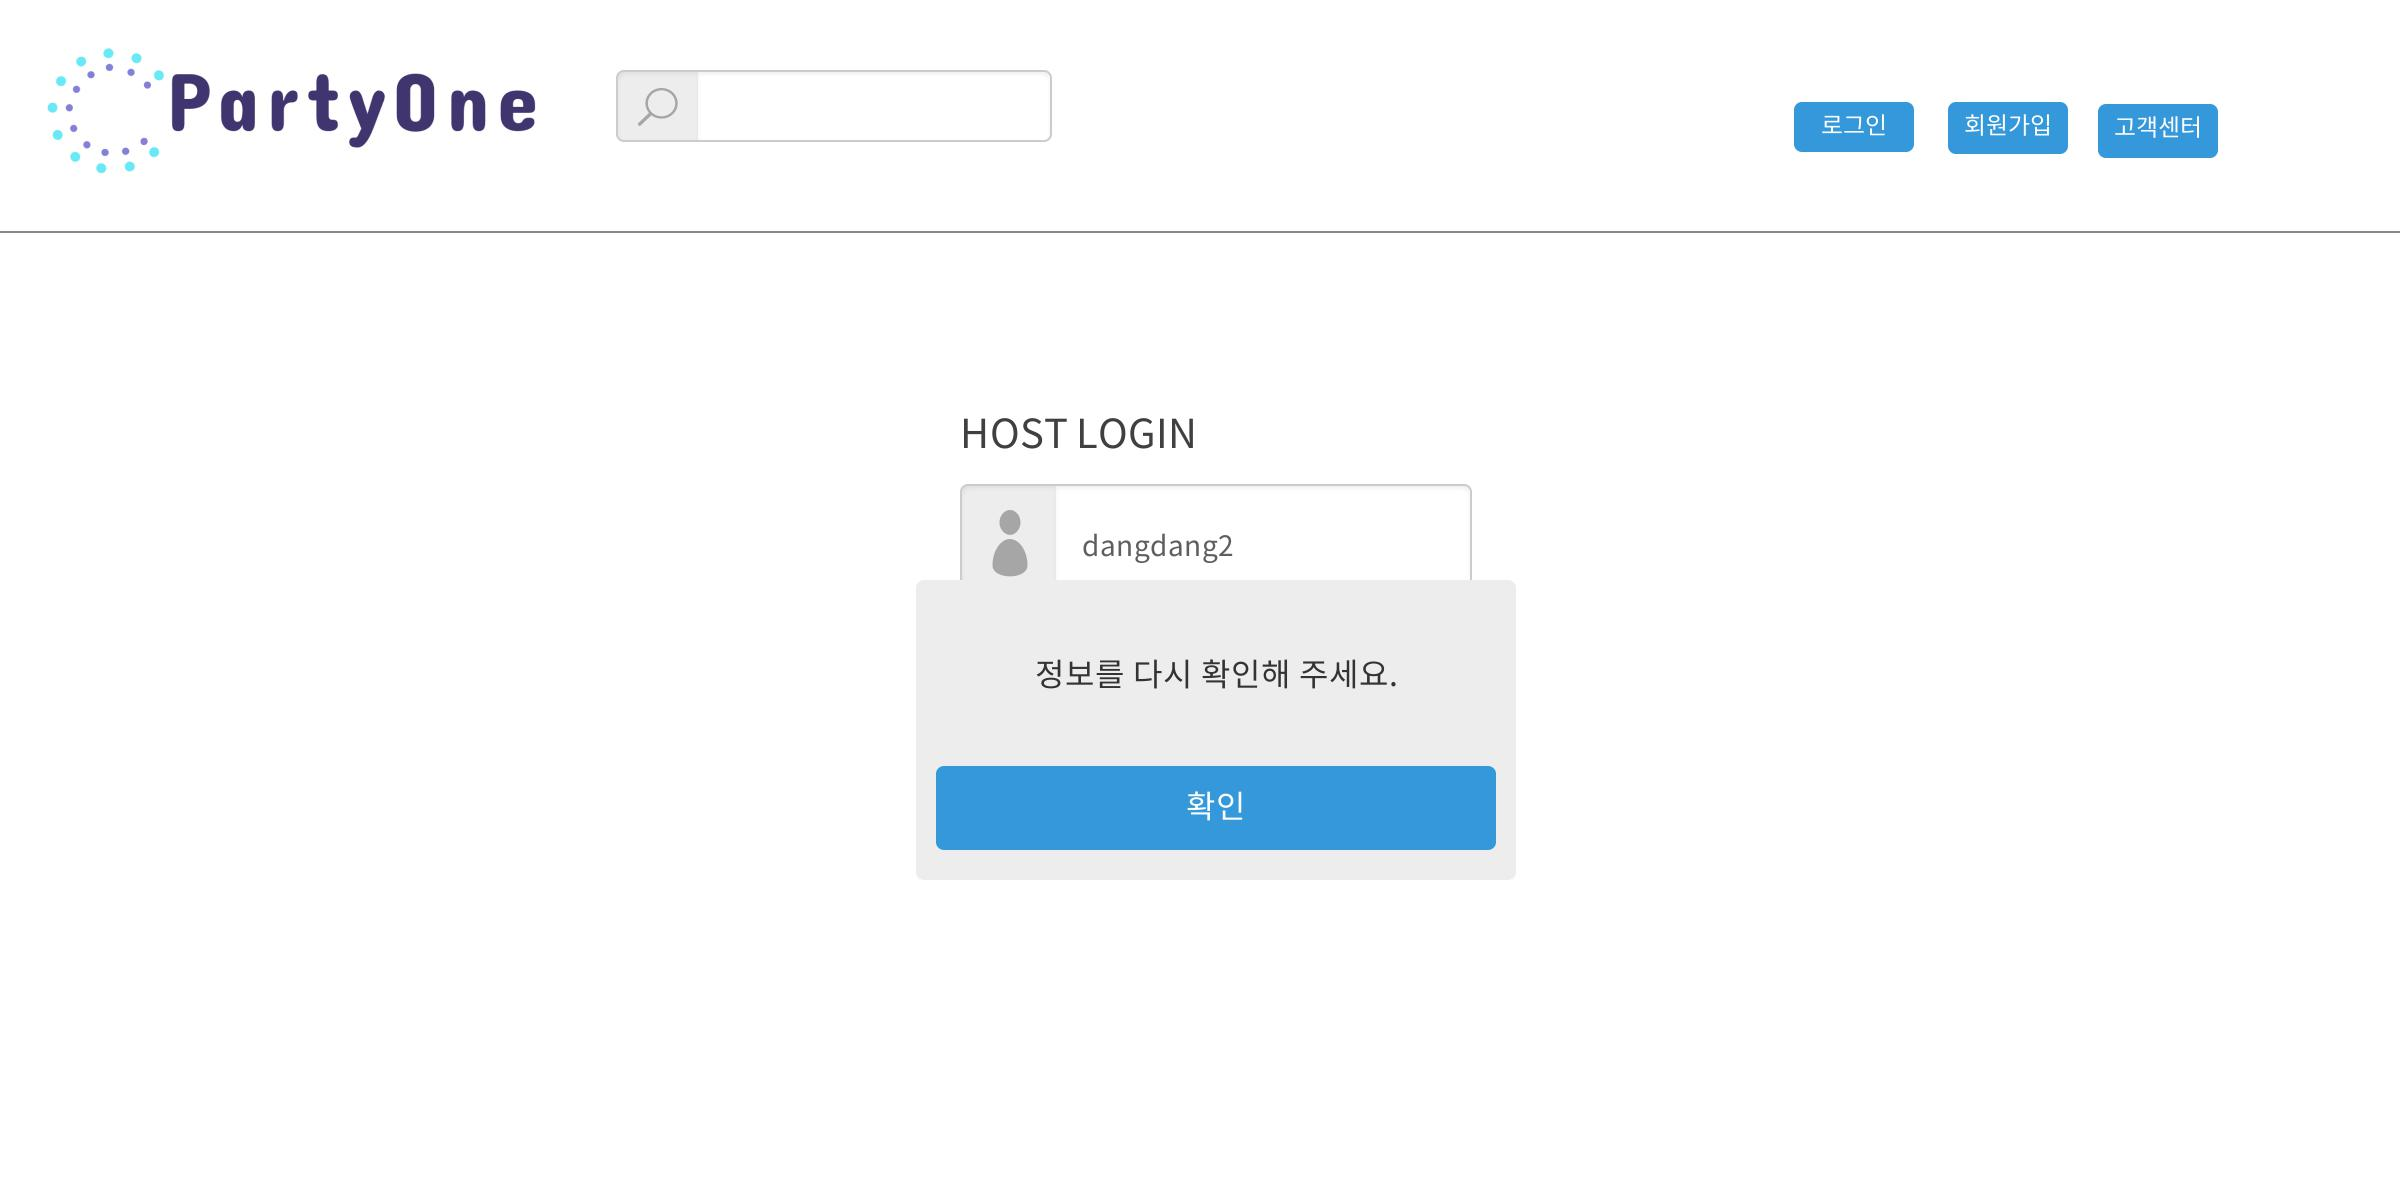 PartyOne
로그인
회원가입
고객센터
HOST LOGIN
dangdang2
정보를 다시 확인해 주세요.
확인